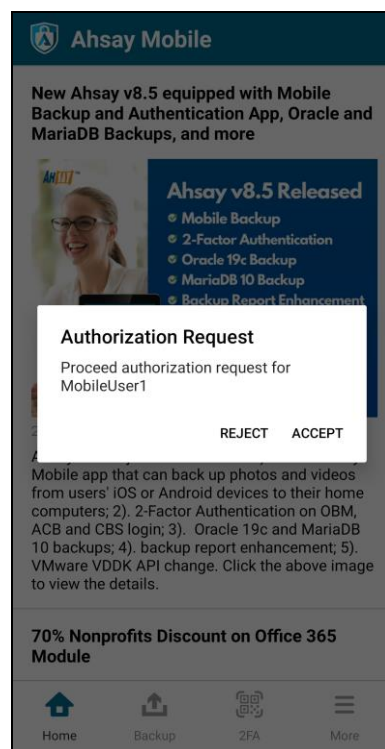 Ahsay Mobile
New Ahsay v8.5 equipped with Mobile
Backup and Authentication App, Oracle and
MariaDB Backups, and more
Ahsay v8.5 Released
Mobile Backup
2-Factor Authentication
Oracle 19c Backup
MariaDB 10 Backup
Backup Report Enhancement
Authorization Request
Proceed authorization request for
MobileUser1
REJECT ACCEPT
Mobile app that can back up photos and videos
from users' iOS or Android devices to their home
computers; 2). 2-Factor Authentication on OBM,
ACB and CBS login; 3). Oracle 19c and MariaDB
10 backups; 4). backup report enhancement; 5).
VMware VDDK API change. Click the above image
to view the details.
70% Nonprofits Discount on Office 365
Module
Home Backup 2FA More